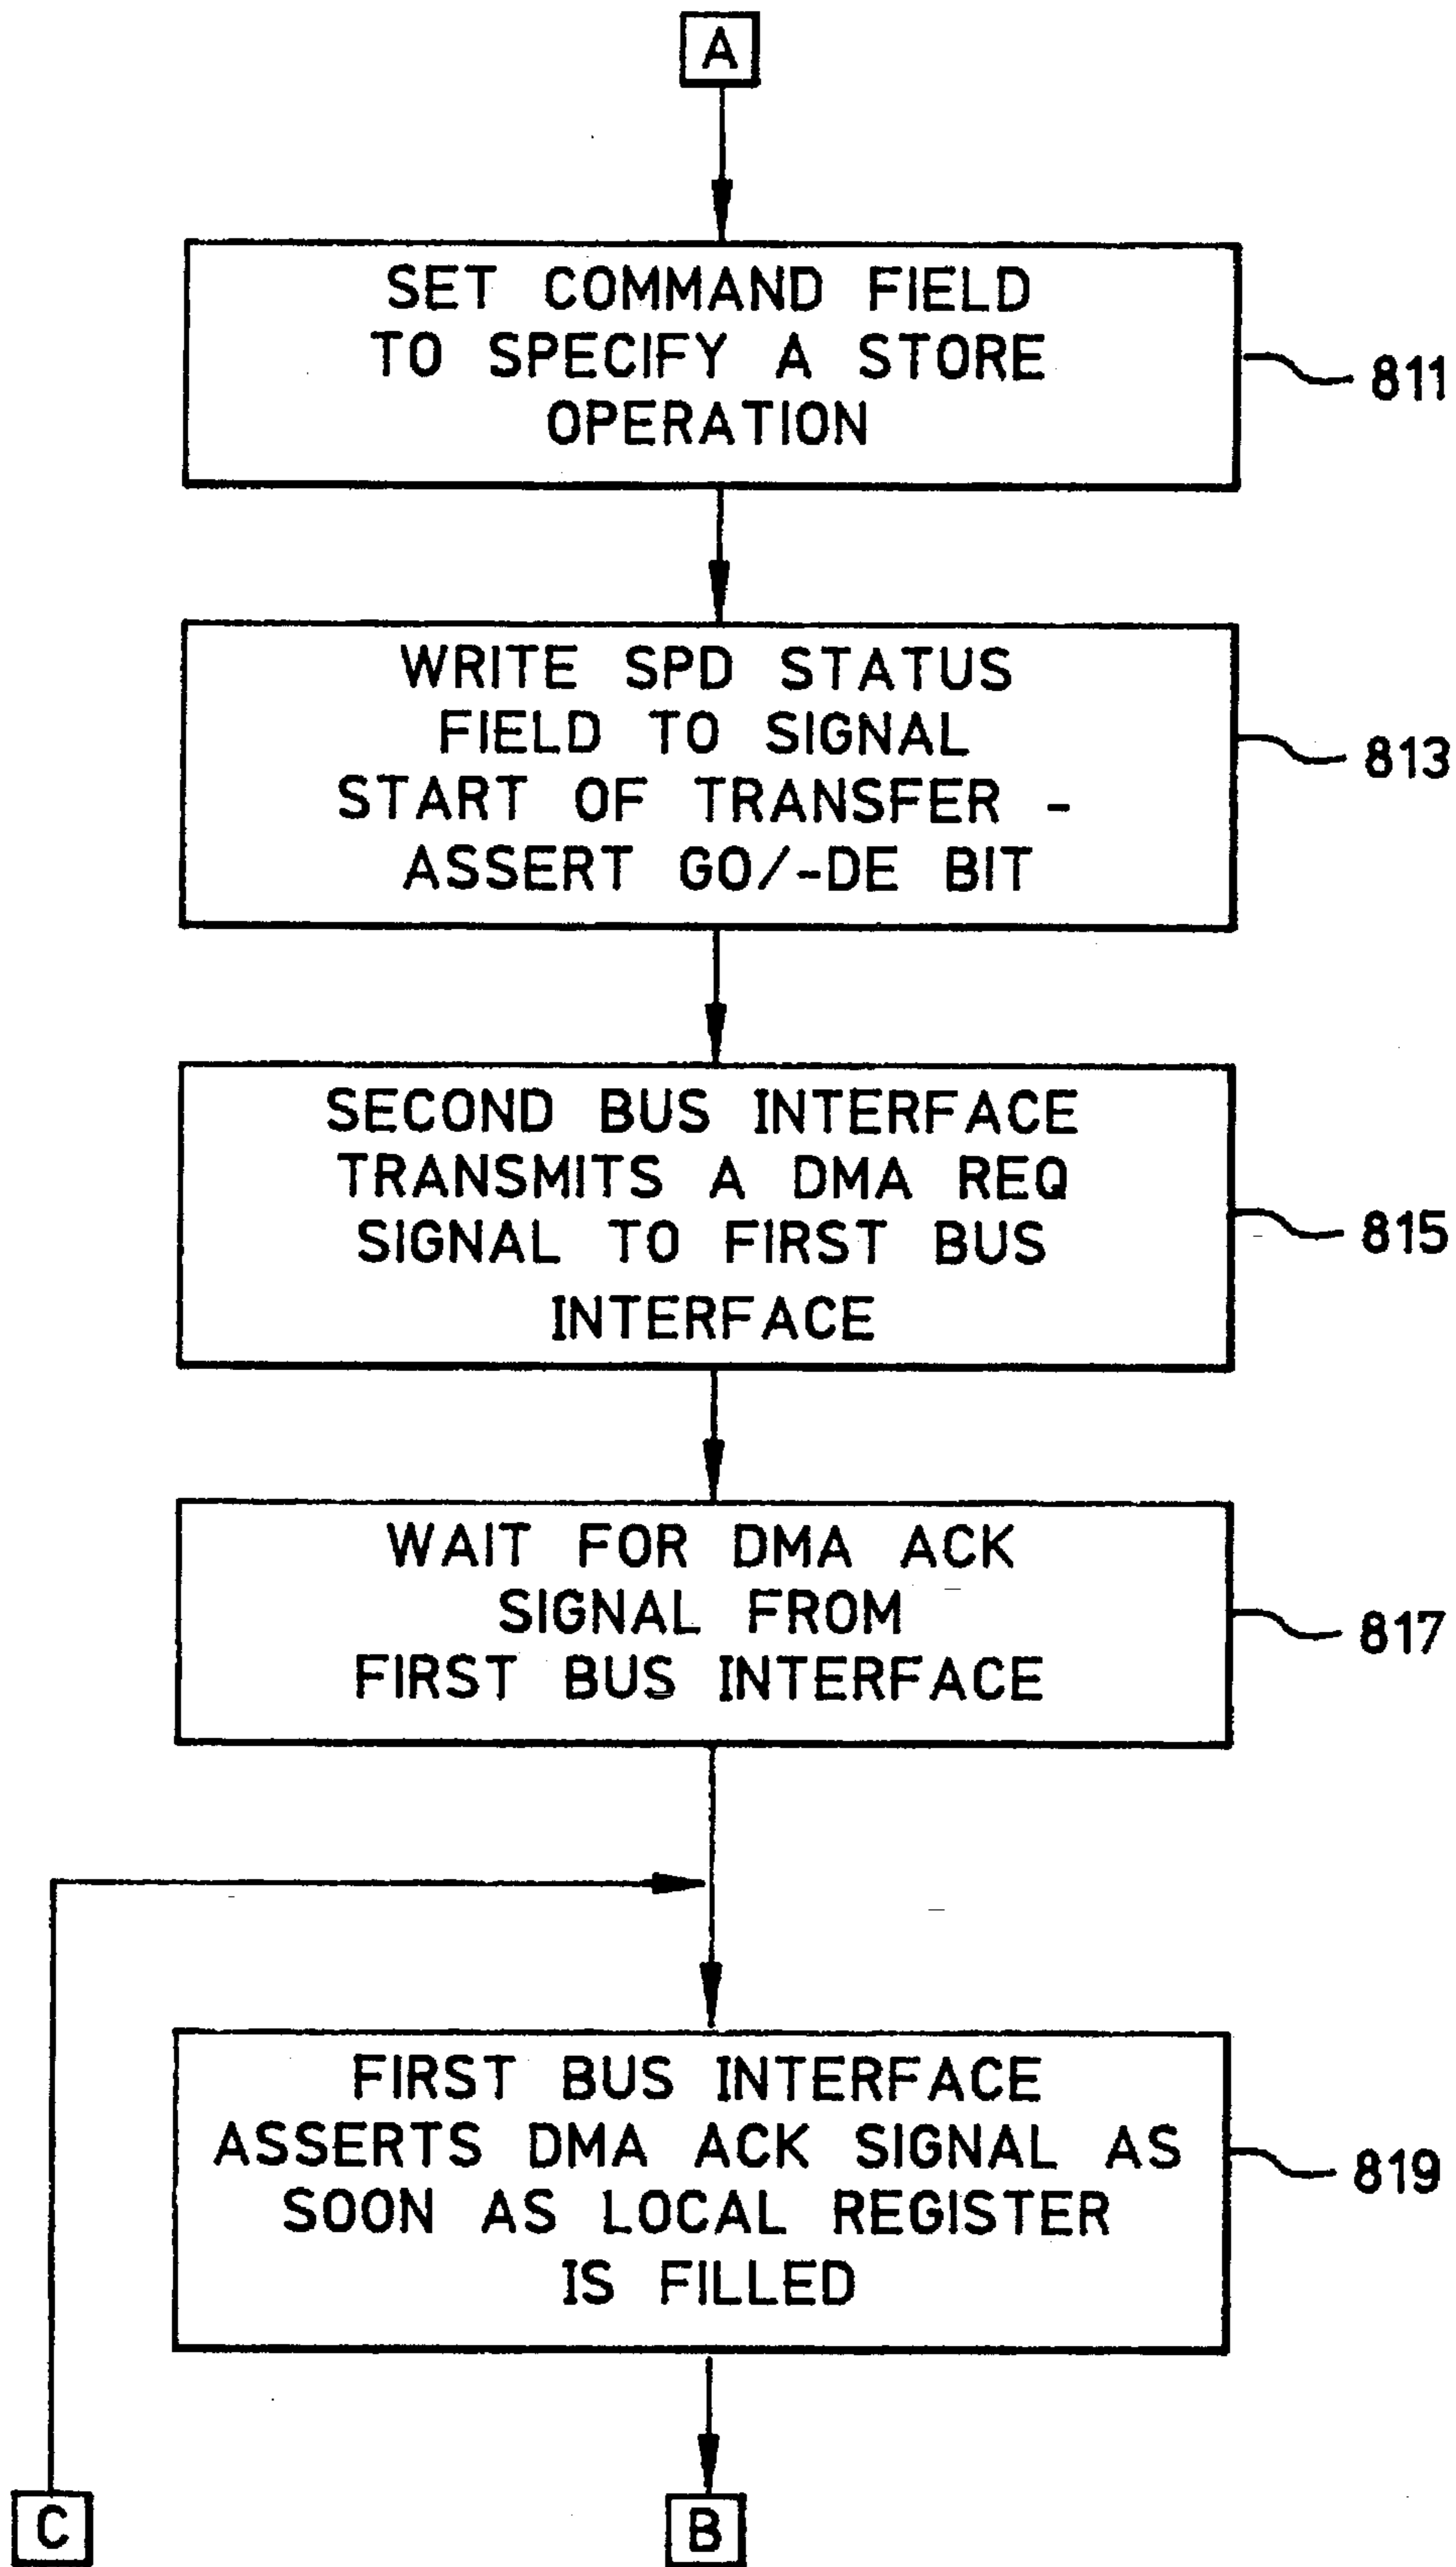 A
SET COMMAND FIELD
TO SPECIFY A STORE
OPERATION
811
WRITE SPD STATUS
FIELD TO SIGNAL
START OF TRANSFER -
ASSERT GO/-DE BIT
813
SECOND BUS INTERFACE
TRANSMITS A DMA REQ
SIGNAL TO FIRST BUS
INTERFACE
815
WAIT FOR DMA ACK
SIGNAL FROM
FIRST BUS INTERFACE
817
FIRST BUS INTERFACE
ASSERTS DMA ACK SIGNAL AS
SOON AS LOCAL REGISTER
IS FILLED
819
C
B